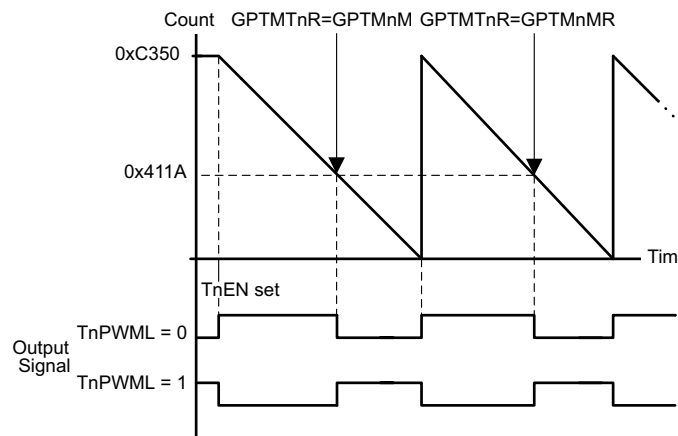 Count GPTMTnR=GPTMnM GPTMTnR=GPTMnMR
0xC350
0x411A
Tim
TnEN set
TnPWML = 0
Output
Signal
TnPWML = 1